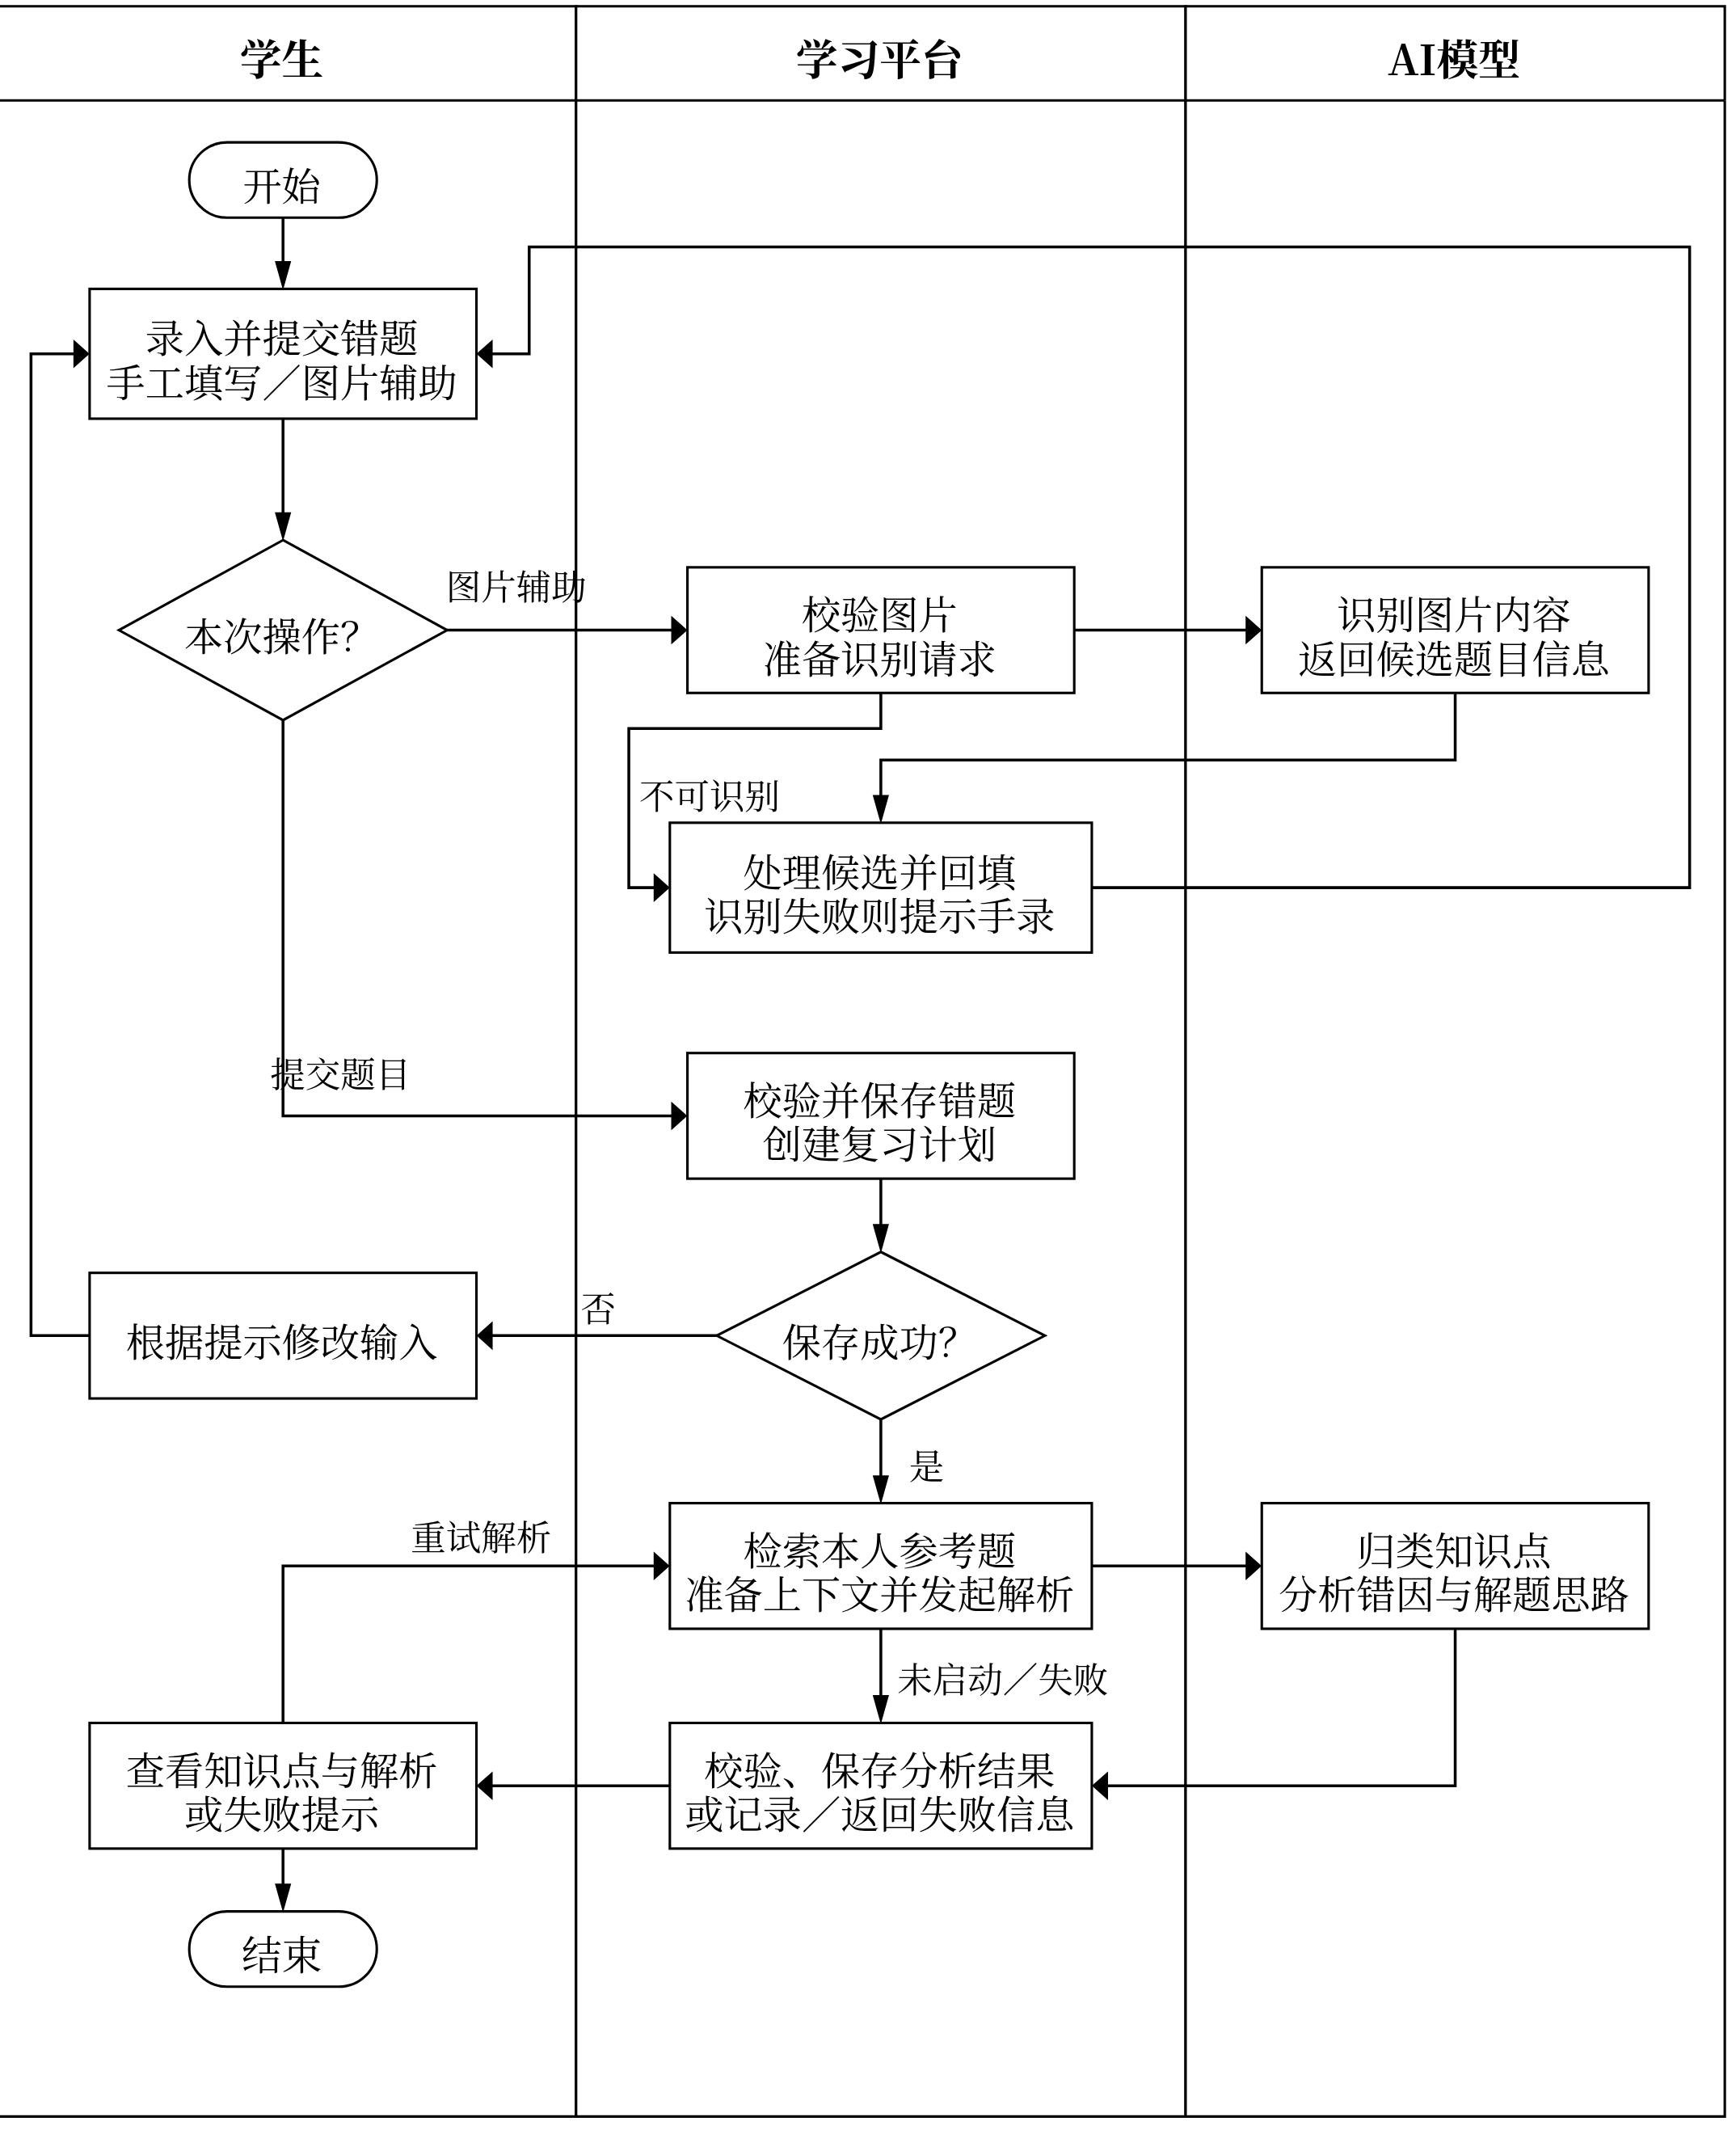 学生
学习平台
AI模型
开始
录入并提交错题
手工填写／图片辅助
图片辅助
本次操作？
校验图片
准备识别请求
识别图片内容
返回候选题目信息
不可识别
处理候选并回填
识别失败则提示手录
提交题目
校验并保存错题
创建复习计划
否
根据提示修改输入
保存成功？
是
重试解析
检索本人参考题
准备上下文并发起解析
归类知识点
分析错因与解题思路
未启动／失败
查看知识点与解析
或失败提示
校验、保存分析结果
或记录／返回失败信息
结束